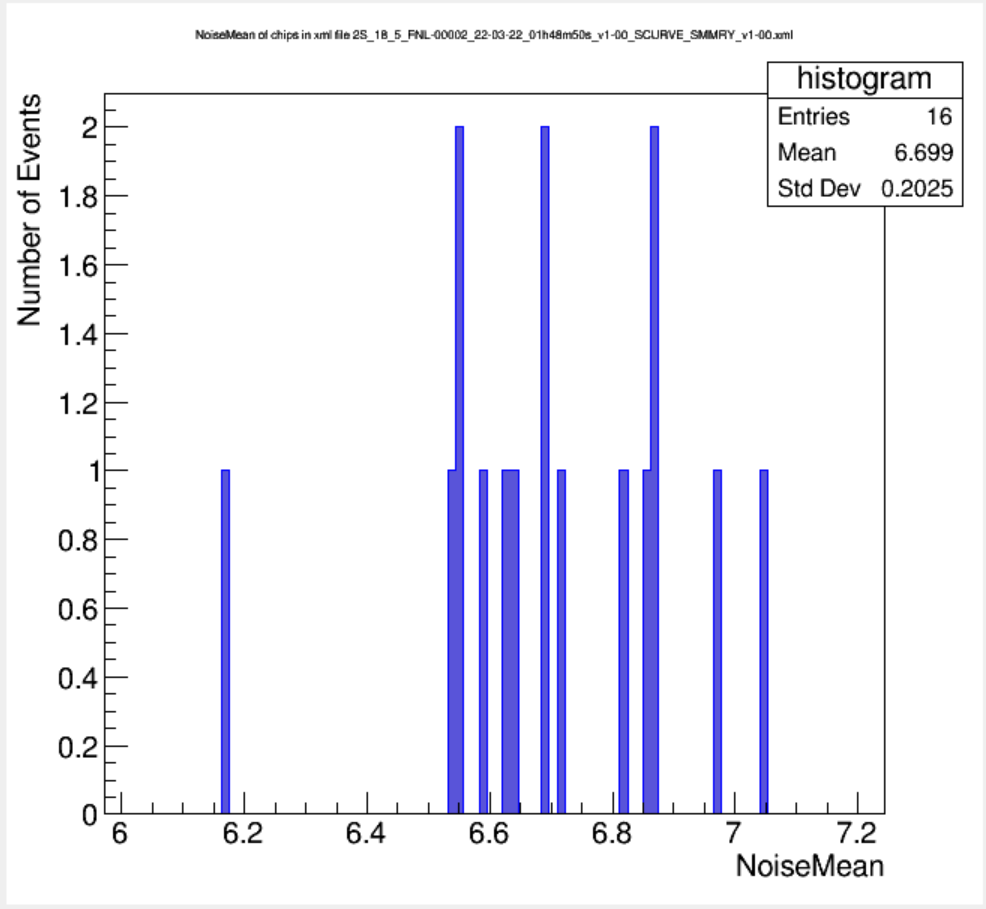 NoiseMean of chips in xml file 2S_18_5_FNL-00002_22-03-22_01h48m50s_v1-00_SCURVE_SMMRY_v1-00.xml
histogram
Entries 16
Mean 6.699
Std Dev 0.2025
Number of Events
2
1.8
1.6
1.4
1.2
1
0.8
0.6
0.4
0.2
0
6 6.2 6.4 6.6 6.8 7 7.2
NoiseMean